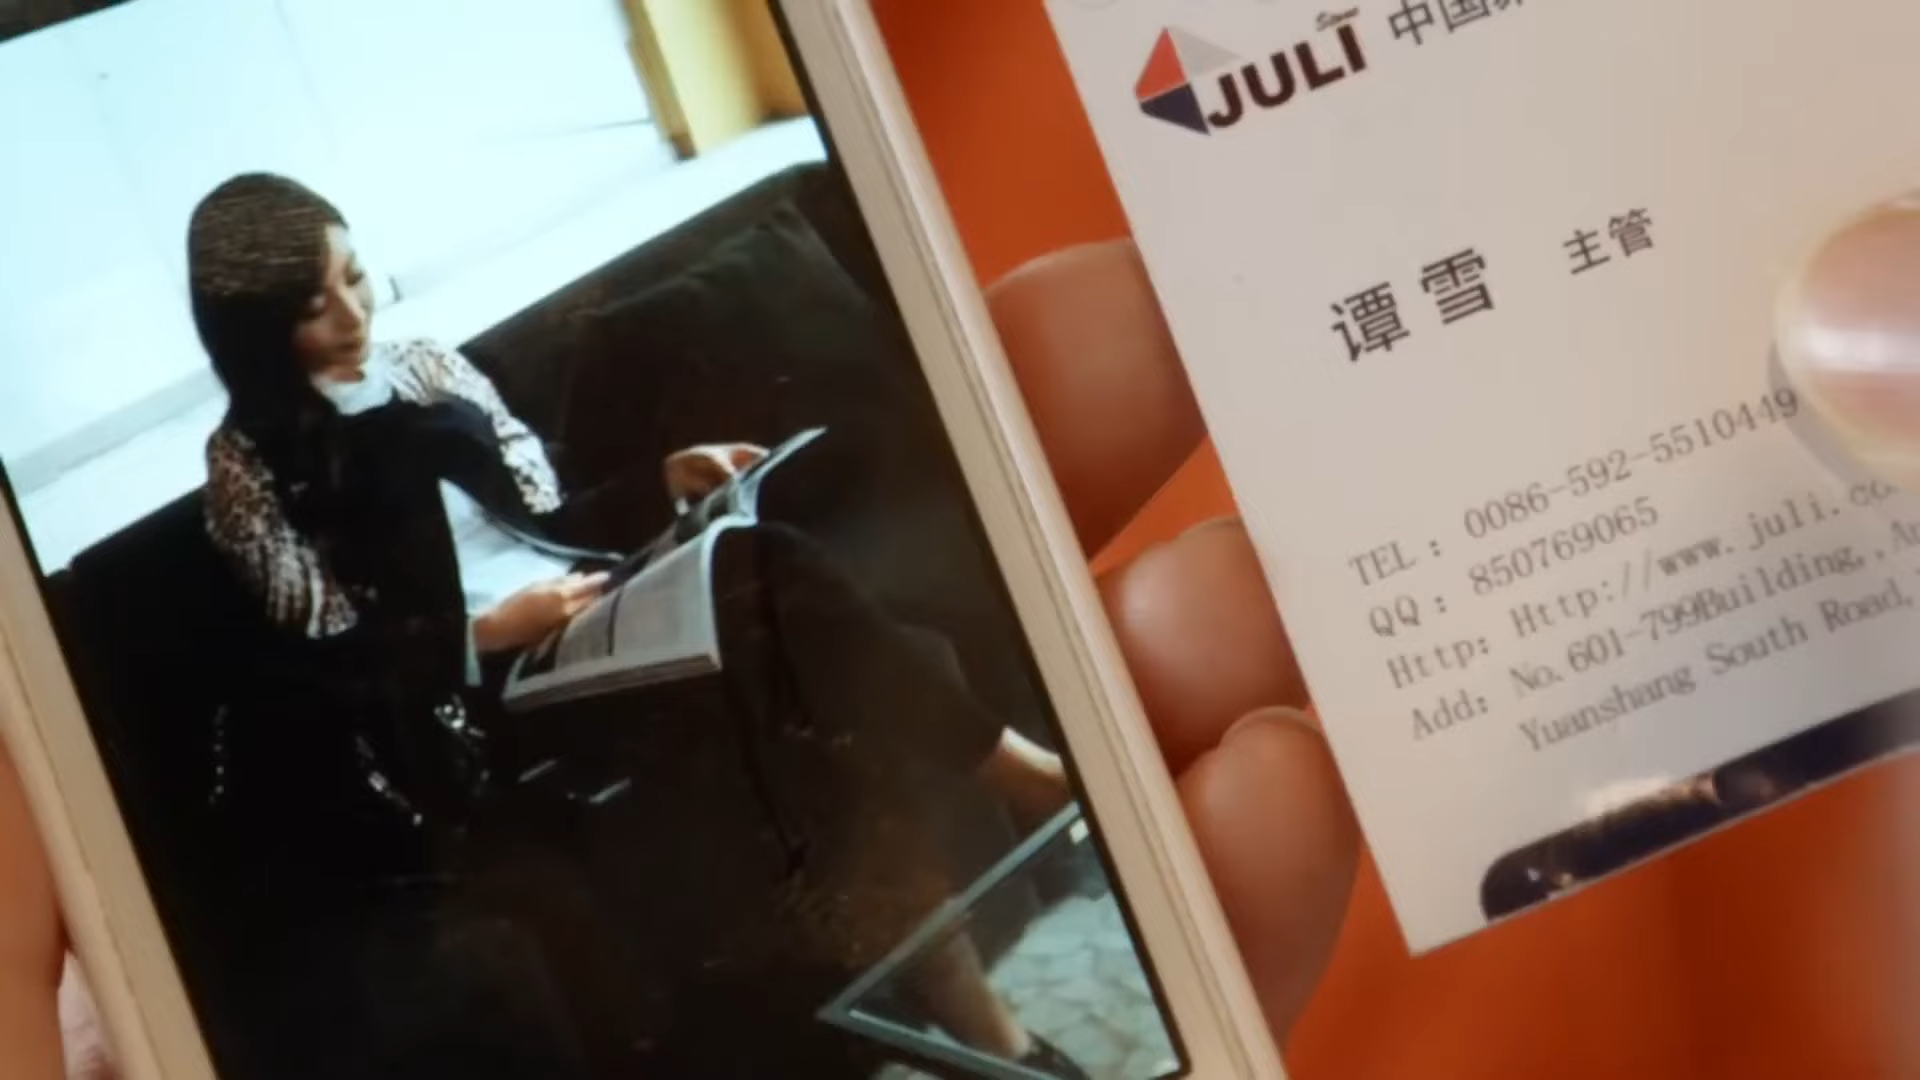 JULI 中国
谭雪 主管
TEL：0086-592-5510449
QQ：850769065
Http: Http://www.juli.co
Add: No.601-799Building,
Yuanshang South Road,